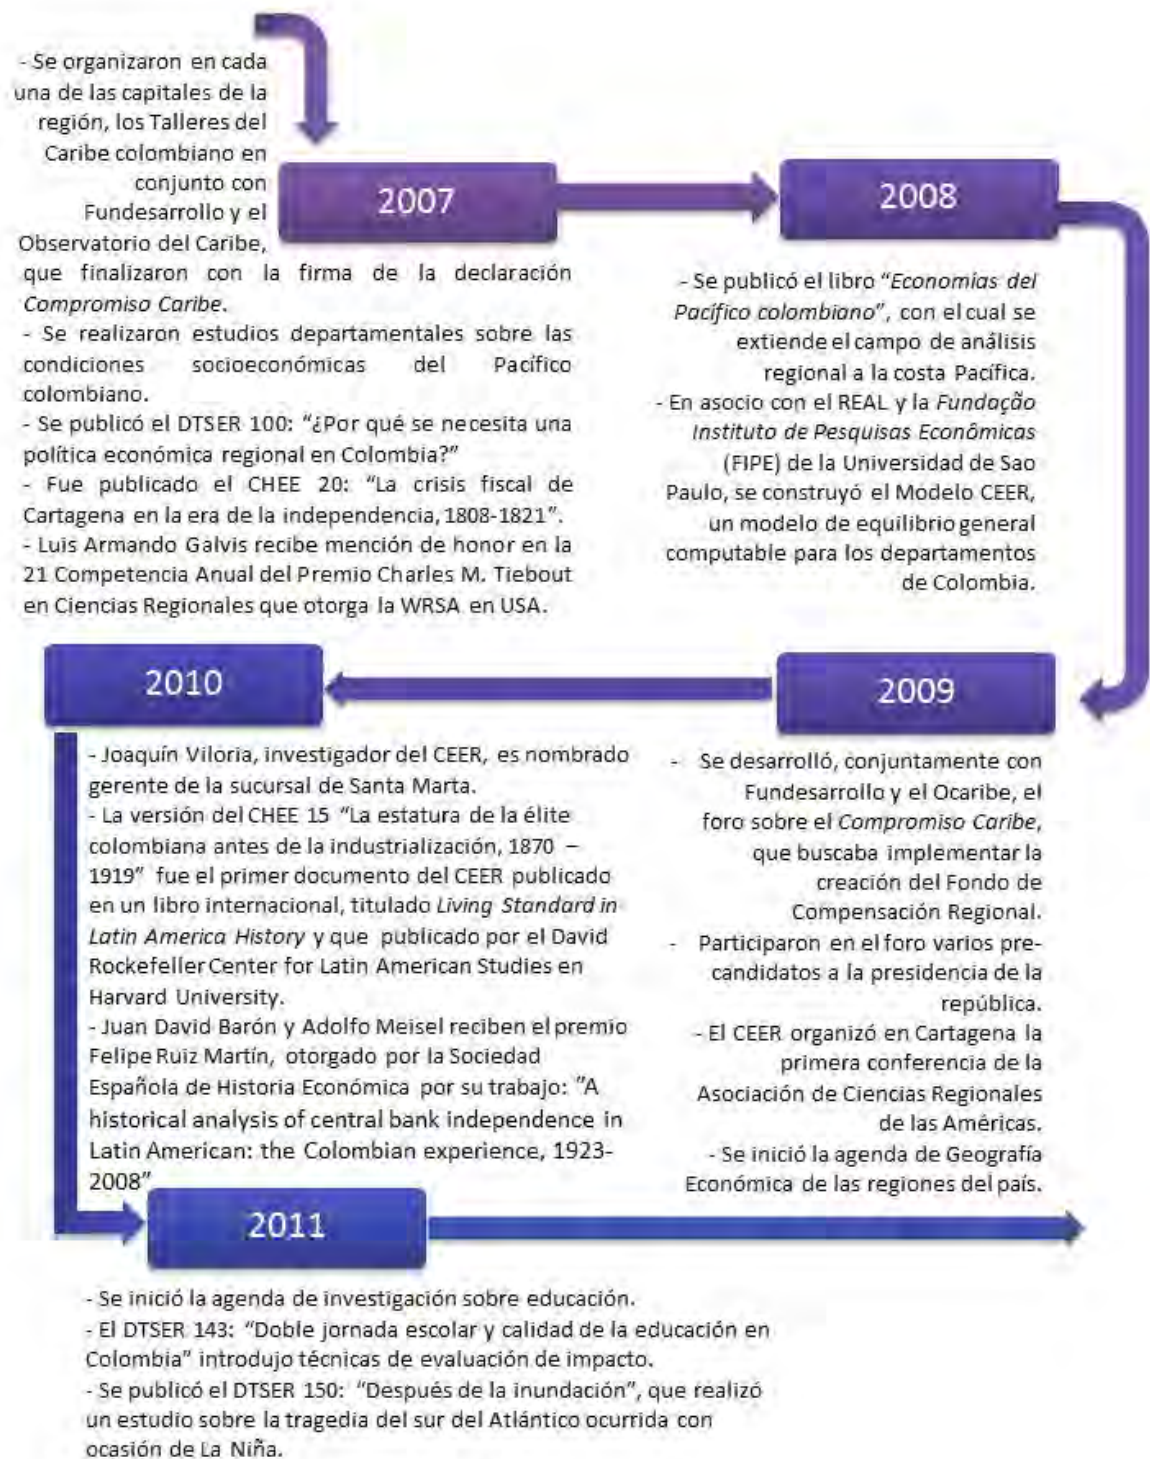 2007
- Se organizaron en cada
una de las capitales de la
región, los Talleres del
Caribe colombiano en
conjunto con
Fundesarrollo y el
Observatorio del Caribe,
que finalizaron con la firma de la declaración
Compromiso Caribe.
- Se realizaron estudios departamentales sobre las
condiciones socioeconómicas del Pacífico
colombiano.
- Se publicó el DTSER 100: “¿Por qué se necesita una
política económica regional en Colombia?”
- Fue publicado el CHEE 20: “La crisis fiscal de
Cartagena en la era de la independencia, 1808-1821”.
- Luis Armando Galvis recibe mención de honor en la
21 Competencia Anual del Premio Charles M. Tiebout
en Ciencias Regionales que otorga la WRSA en USA.
2008
- Se publicó el libro “Economías del
Pacífico colombiano”, con el cual se
extiende el campo de análisis
regional a la costa Pacífica.
- En asocio con el REAL y la Fundação
Instituto de Pesquisas Econômicas
(FIPE) de la Universidad de Sao
Paulo, se construyó el Modelo CEER,
un modelo de equilibrio general
computable para los departamentos
de Colombia.
2009
- Se desarrolló, conjuntamente con
Fundesarrollo y el Ocaribe, el
foro sobre el Compromiso Caribe,
que buscaba implementar la
creación del Fondo de
Compensación Regional.
- Participaron en el foro varios pre-
candidatos a la presidencia de la
república.
- El CEER organizó en Cartagena la
primera conferencia de la
Asociación de Ciencias Regionales
de las Américas.
- Se inició la agenda de Geografía
Económica de las regiones del país.
2010
- Joaquín Viloria, investigador del CEER, es nombrado
gerente de la sucursal de Santa Marta.
- La versión del CHEE 15 “La estatura de la élite
colombiana antes de la industrialización, 1870 –
1919” fue el primer documento del CEER publicado
en un libro internacional, titulado Living Standard in
Latin America History y que publicado por el David
Rockefeller Center for Latin American Studies en
Harvard University.
- Juan David Barón y Adolfo Meisel reciben el premio
Felipe Ruiz Martín, otorgado por la Sociedad
Española de Historia Económica por su trabajo: “A
historical analysis of central bank independence in
Latin American: the Colombian experience, 1923-
2008”
2011
- Se inició la agenda de investigación sobre educación.
- El DTSER 143: “Doble jornada escolar y calidad de la educación en
Colombia” introdujo técnicas de evaluación de impacto.
- Se publicó el DTSER 150: “Después de la inundación”, que realizó
un estudio sobre la tragedia del sur del Atlántico ocurrida con
ocasión de La Niña.